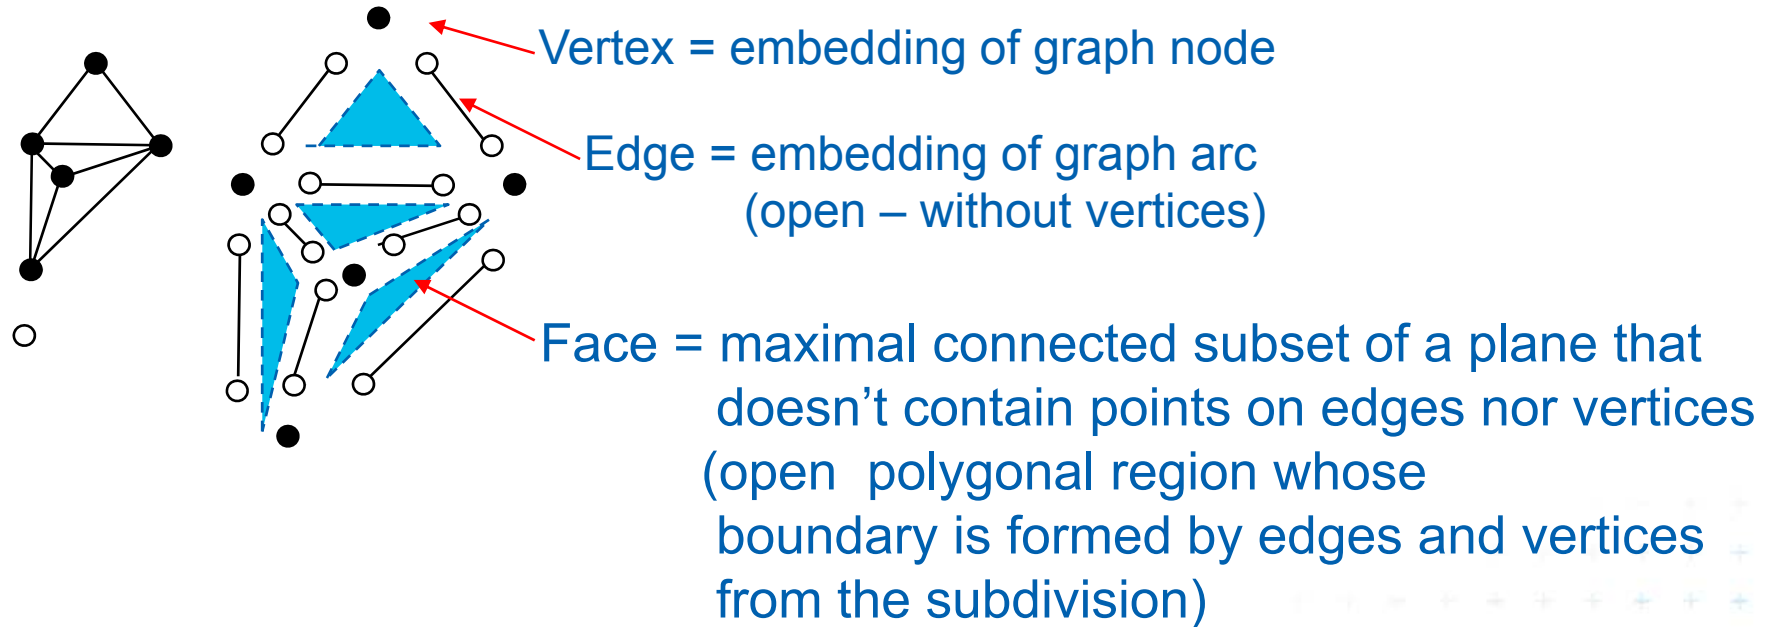 Vertex = embedding of graph node
Edge = embedding of graph arc
(open – without vertices)
Face = maximal connected subset of a plane that
doesn’t contain points on edges nor vertices
(open polygonal region whose
boundary is formed by edges and vertices
from the subdivision)